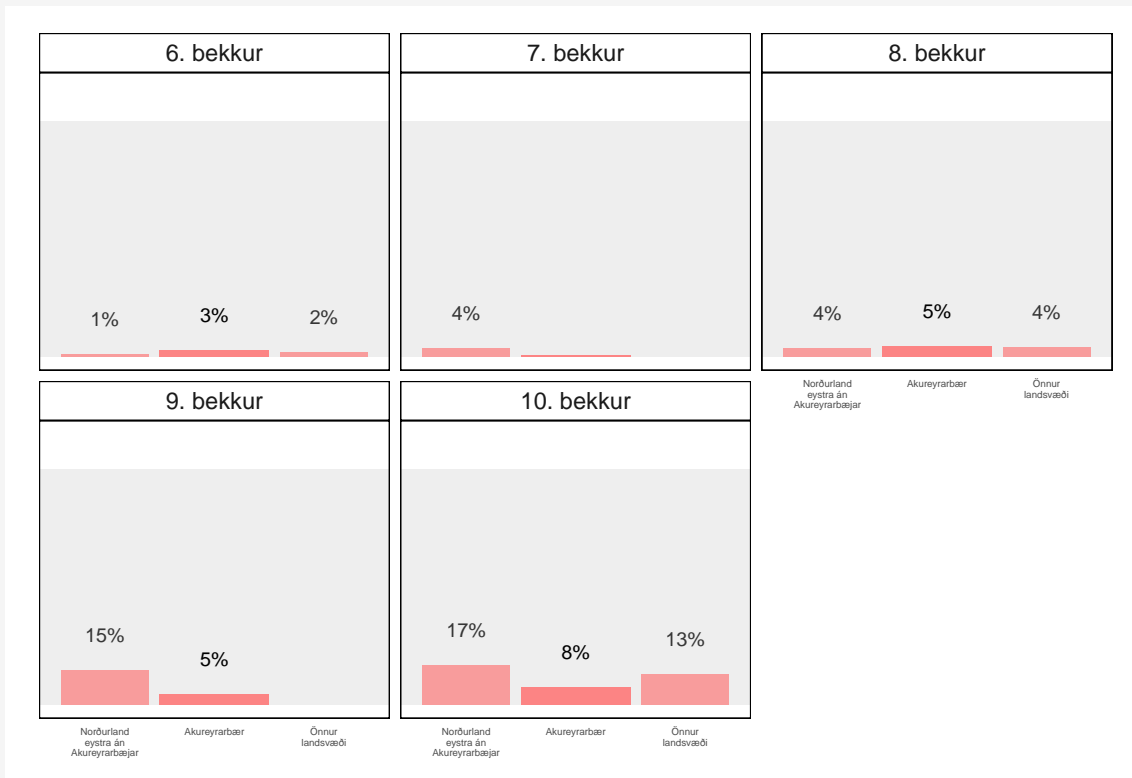 6. bekkur
7. bekkur
8. bekkur
1%
3%
2%
4%
4%
5%
4%
Norðurland
eystra án
Akureyrarbæjar
Akureyrarbær
Önnur
landsvæði
9. bekkur
10. bekkur
15%
5%
17%
8%
13%
Norðurland
eystra án
Akureyrarbæjar
Akureyrarbær
Önnur
landsvæði
Norðurland
eystra án
Akureyrarbæjar
Akureyrarbær
Önnur
landsvæði